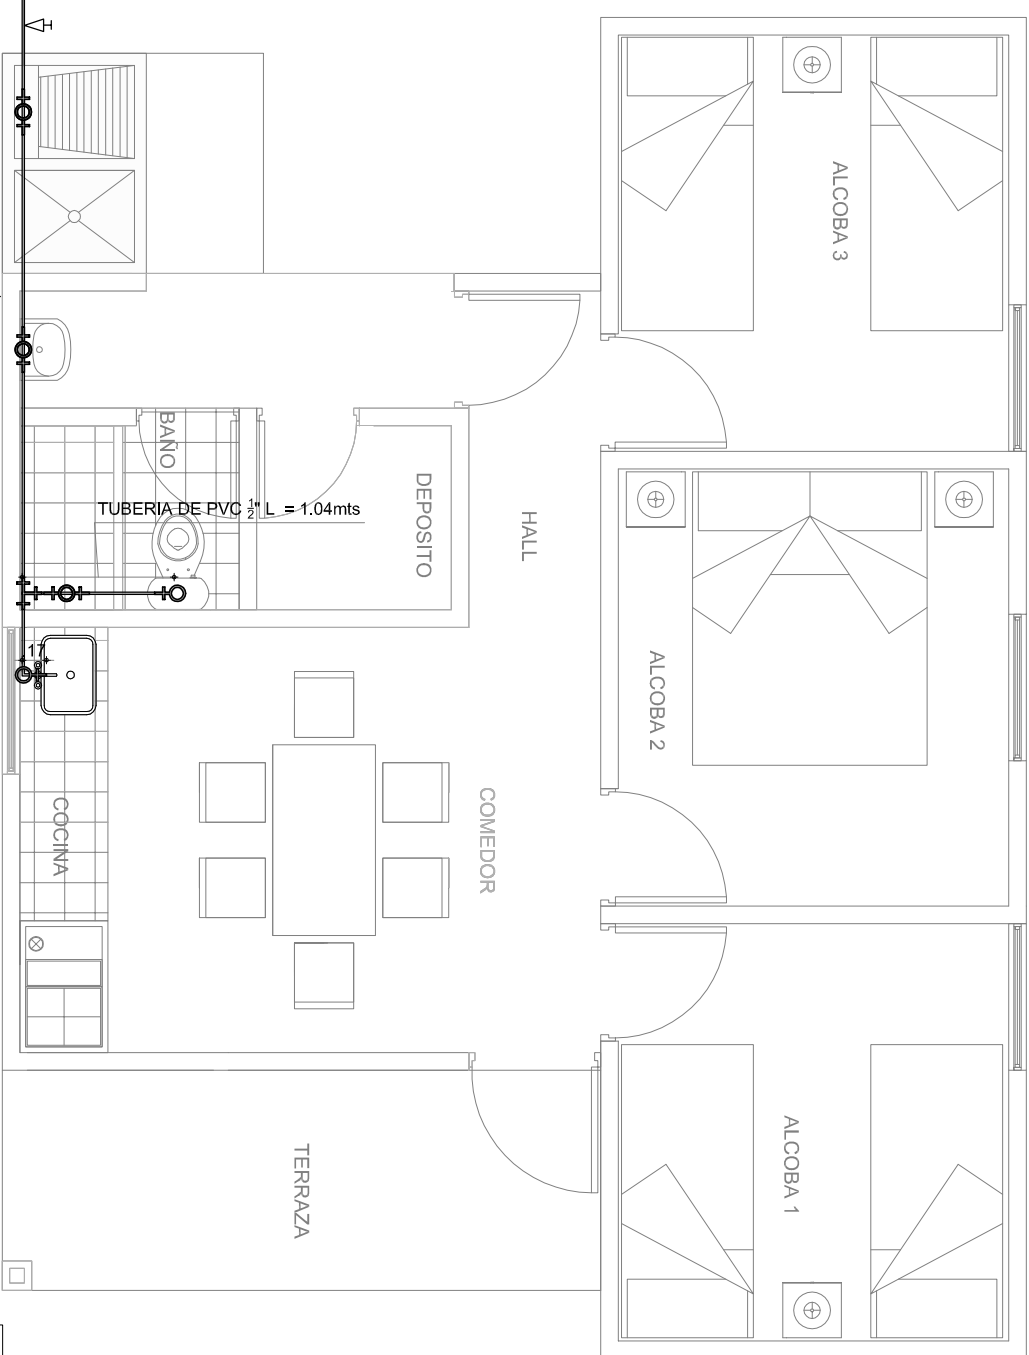 ALCOBA 3
BAÑO
TUBERIA DE PVC ½" L = 1.04mts
DEPOSITO
HALL
17
ALCOBA 2
COCINA
COMEDOR
ALCOBA 1
TERRAZA